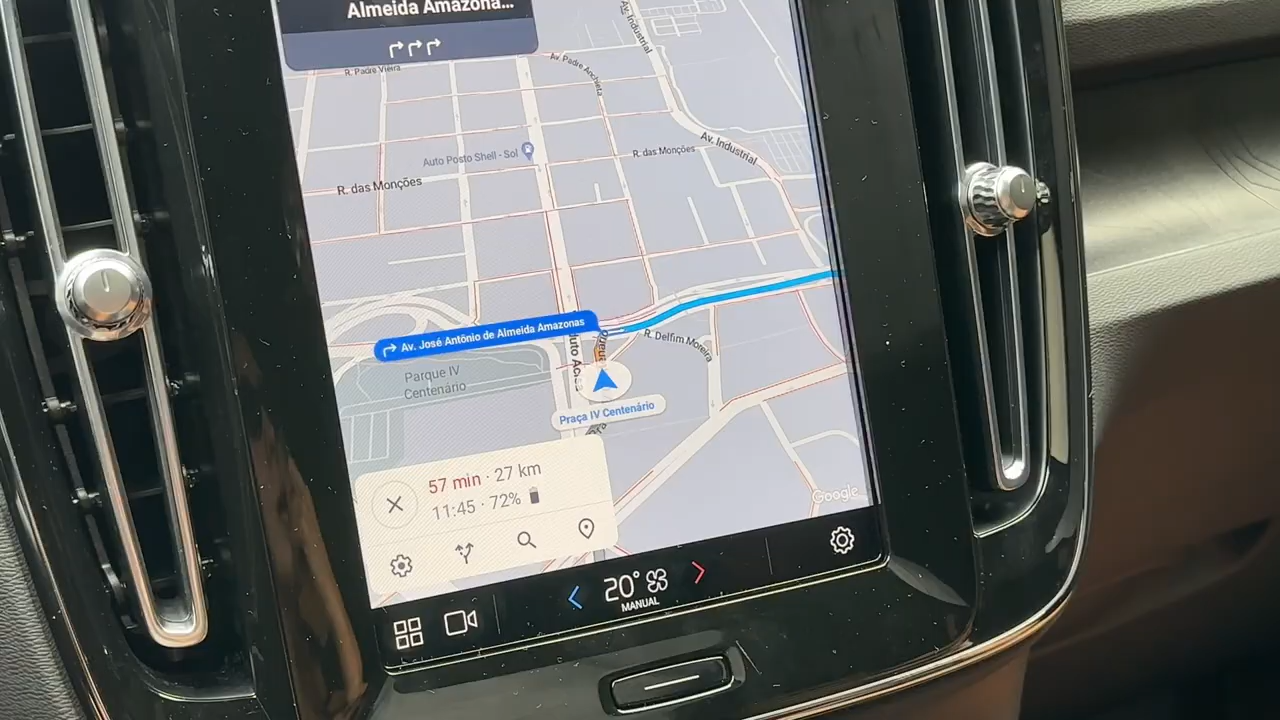 Almeida Amazona...
R. Padre Vieira
Av. Padre Anchieta
Av. Industrial
Auto Posto Shell - Sol
R. das Monções
Av. Industrial
R. das Monções
Av. José Antônio de Almeida Amazonas
R. Delfim Moreira
Parque IV
Centenário
Praça IV Centenário
57 min · 27 km
11:45 · 72%
Google
20°
MANUAL